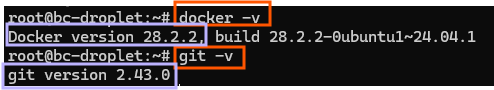 root@bc-droplet:~# docker -v
Docker version 28.2.2, build 28.2.2-0ubuntu1~24.04.1
root@bc-droplet:~# git -v
git version 2.43.0